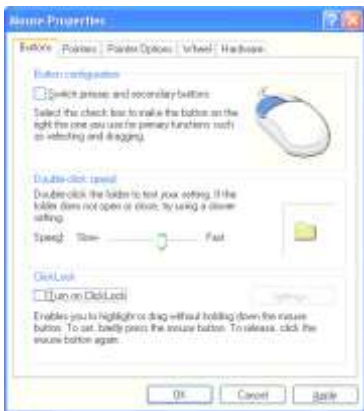 Mouse Properties
Buttons Pointers Pointer Options Wheel Hardware
Button configuration
Switch primary and secondary buttons
Select this check box to make the button on the
right the one you use for primary functions such
as selecting and dragging.
Double-click speed
Double-click the folder to test your setting. If the
folder does not open or close, try using a slower
setting.
Speed: Slow Fast
ClickLock
Turn on ClickLock Settings...
Enables you to highlight or drag without holding down the mouse
button. To set, briefly press the mouse button. To release, click the
mouse button again.
OK Cancel Apply